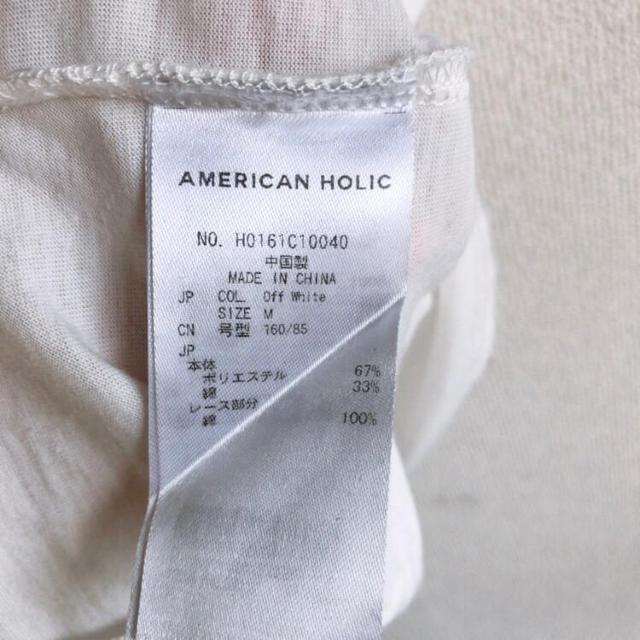 AMERICAN HOLIC
NO. H0161C10040
中国製
MADE IN CHINA
JP COL. Off White
SIZE M
CN 号型 160/85
JP
本体
ポリエステル 67%
綿 33%
レース部分
綿 100%